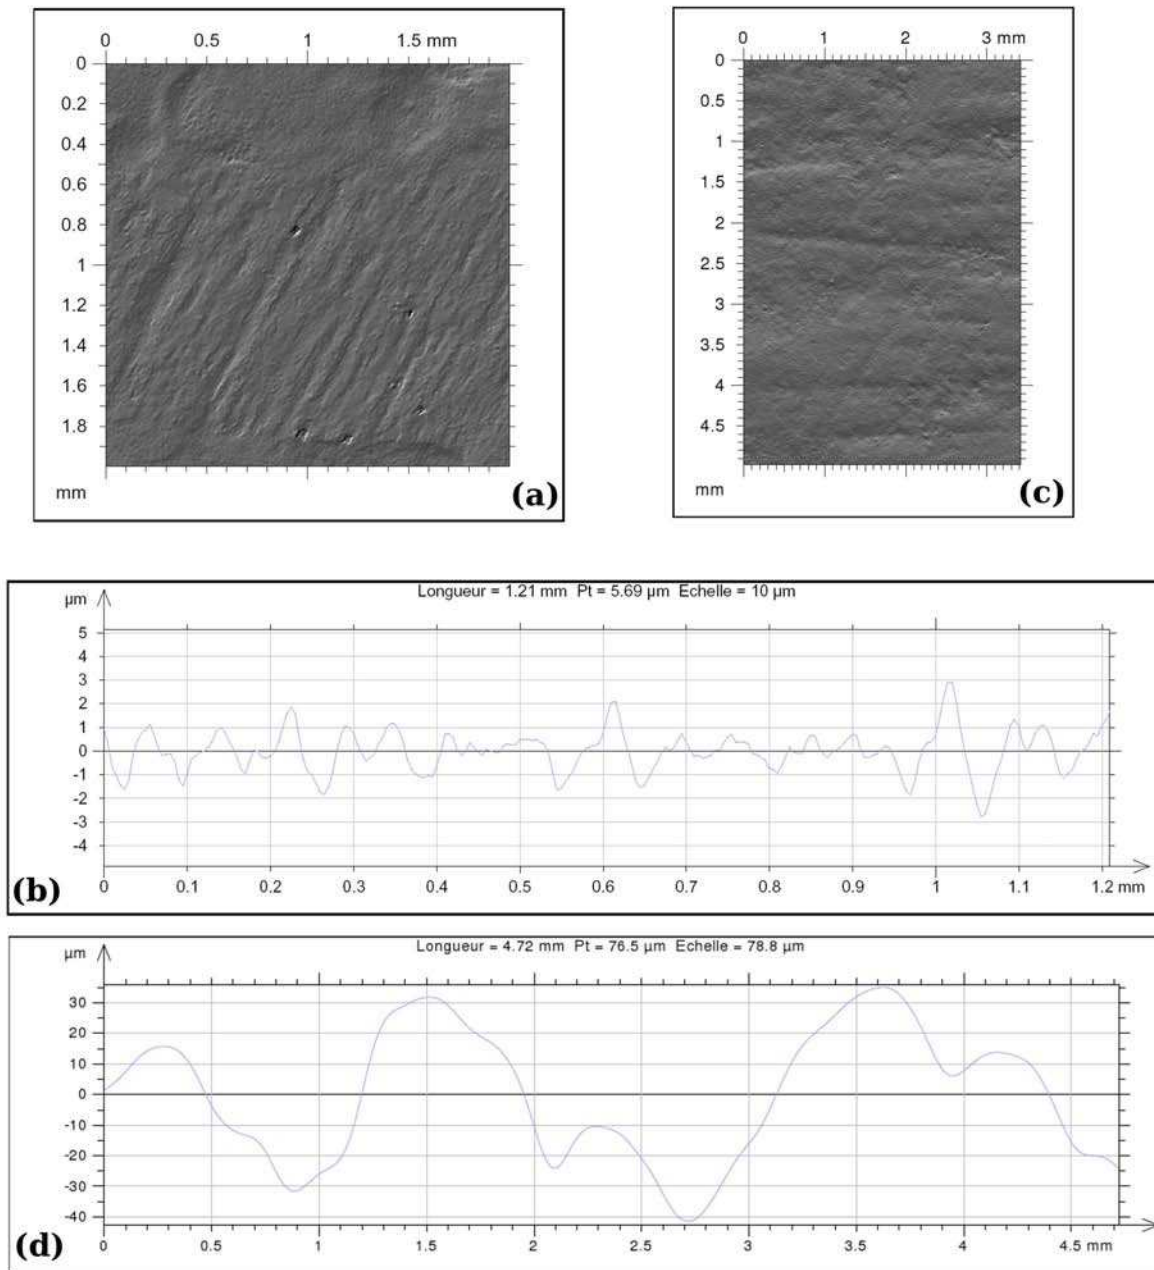 0 0.5 1 1.5 mm
0
0.2
0.4
0.6
0.8
1
1.2
1.4
1.6
1.8
mm
(a)
0 1 2 3 mm
0
0.5
1
1.5
2
2.5
3
3.5
4
4.5
mm
(c)
Longueur = 1.21 mm Pt = 5.69 µm Echelle = 10 µm
µm
5
4
3
2
1
0
-1
-2
-3
-4
0 0.1 0.2 0.3 0.4 0.5 0.6 0.7 0.8 0.9 1 1.1 1.2 mm
(b)
Longueur = 4.72 mm Pt = 76.5 µm Echelle = 78.8 µm
µm
30
20
10
0
-10
-20
-30
-40
0 0.5 1 1.5 2 2.5 3 3.5 4 4.5 mm
(d)